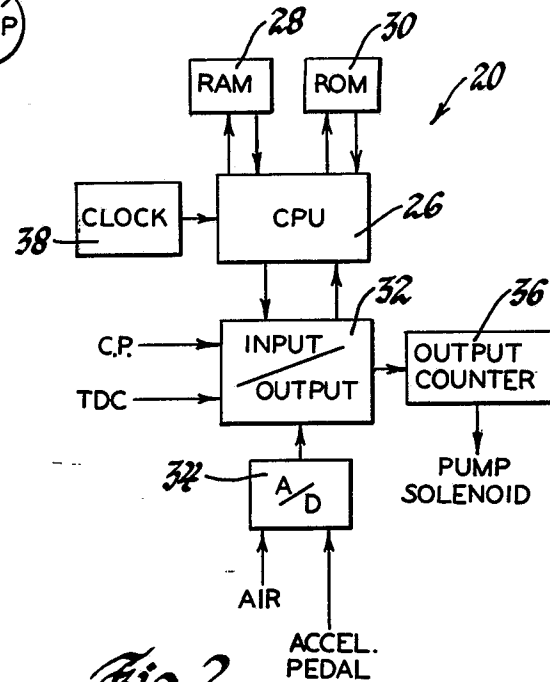 P
28
30
RAM
ROM
20
CLOCK
CPU
38
26
32
36
C.P.
INPUT
OUTPUT
OUTPUT
COUNTER
TDC
34
A/D
PUMP
SOLENOID
AIR
ACCEL.
PEDAL
Fig. 2